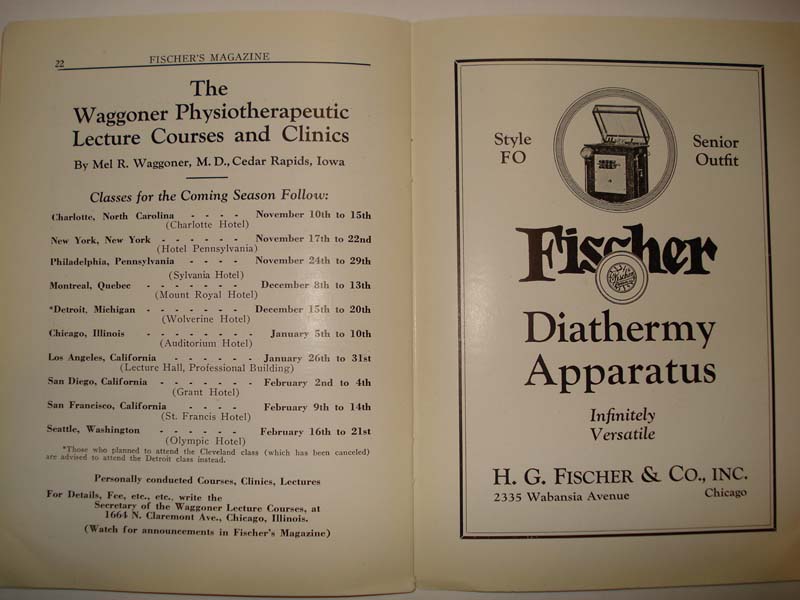 22
FISCHER'S MAGAZINE
The
Waggoner Physiotherapeutic
Lecture Courses and Clinics
By Mel R. Waggoner, M. D., Cedar Rapids, Iowa
Classes for the Coming Season Follow:
Charlotte, North Carolina - - - - November 10th to 15th
(Charlotte Hotel)
New York, New York - - - - - - November 17th to 22nd
(Hotel Pennsylvania)
Philadelphia, Pennsylvania - - - - November 24th to 29th
(Sylvania Hotel)
Montreal, Quebec - - - - - - - December 8th to 13th
(Mount Royal Hotel)
*Detroit, Michigan - - - - - - December 15th to 20th
(Wolverine Hotel)
Chicago, Illinois - - - - - - - January 5th to 10th
(Auditorium Hotel)
Los Angeles, California - - - - - - January 26th to 31st
(Lecture Hall, Professional Building)
San Diego, California - - - - - - February 2nd to 4th
(Grant Hotel)
San Francisco, California - - - - February 9th to 14th
(St. Francis Hotel)
Seattle, Washington - - - - - - February 16th to 21st
(Olympic Hotel)
*Those who planned to attend the Cleveland class (which has been canceled)
are advised to attend the Detroit class instead.
Personally conducted Courses, Clinics, Lectures
For Details, Fee, etc., etc., write the
Secretary of the Waggoner Lecture Courses, at
1664 N. Claremont Ave., Chicago, Illinois.
(Watch for announcements in Fischer's Magazine)
Style
FO
Senior
Outfit
Fischer
Fischer
Diathermy
Apparatus
Infinitely
Versatile
H. G. FISCHER & CO., INC.
2335 Wabansia Avenue Chicago